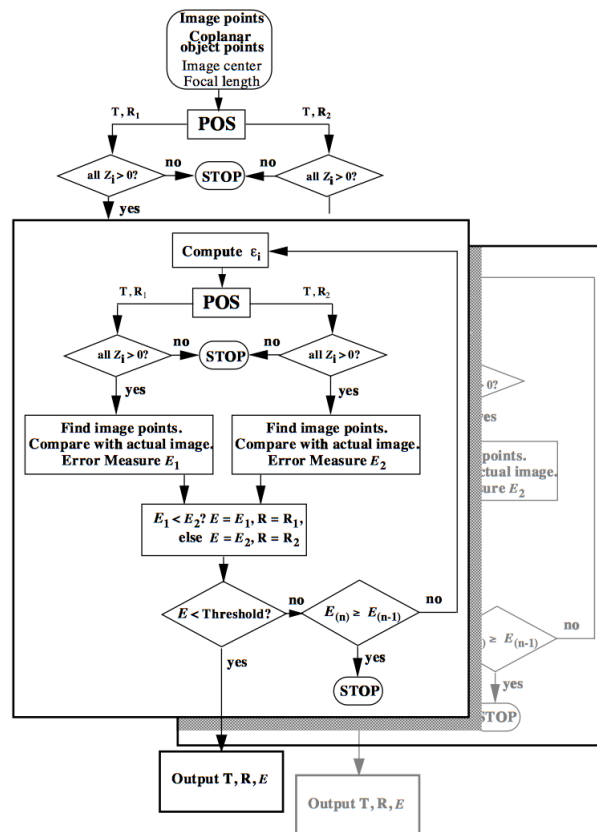 Image points
Coplanar
object points
Image center
Focal length
T, R1
POS
T, R2
all Zi > 0?
no
STOP
no
all Zi > 0?
yes
Compute εi
T, R1
POS
T, R2
all Zi > 0?
no
STOP
no
all Zi > 0?
yes
yes
Find image points.
Compare with actual image.
Error Measure E1
Find image points.
Compare with actual image.
Error Measure E2
E1 < E2? E = E1, R = R1,
else E = E2, R = R2
E < Threshold?
no
E(n) ≥ E(n-1)
no
yes
yes
STOP
Output T, R, E
> 0?
es
points.
ctual image.
sure E2
) ≥ E(n-1)
no
yes
STOP
Output T, R, E